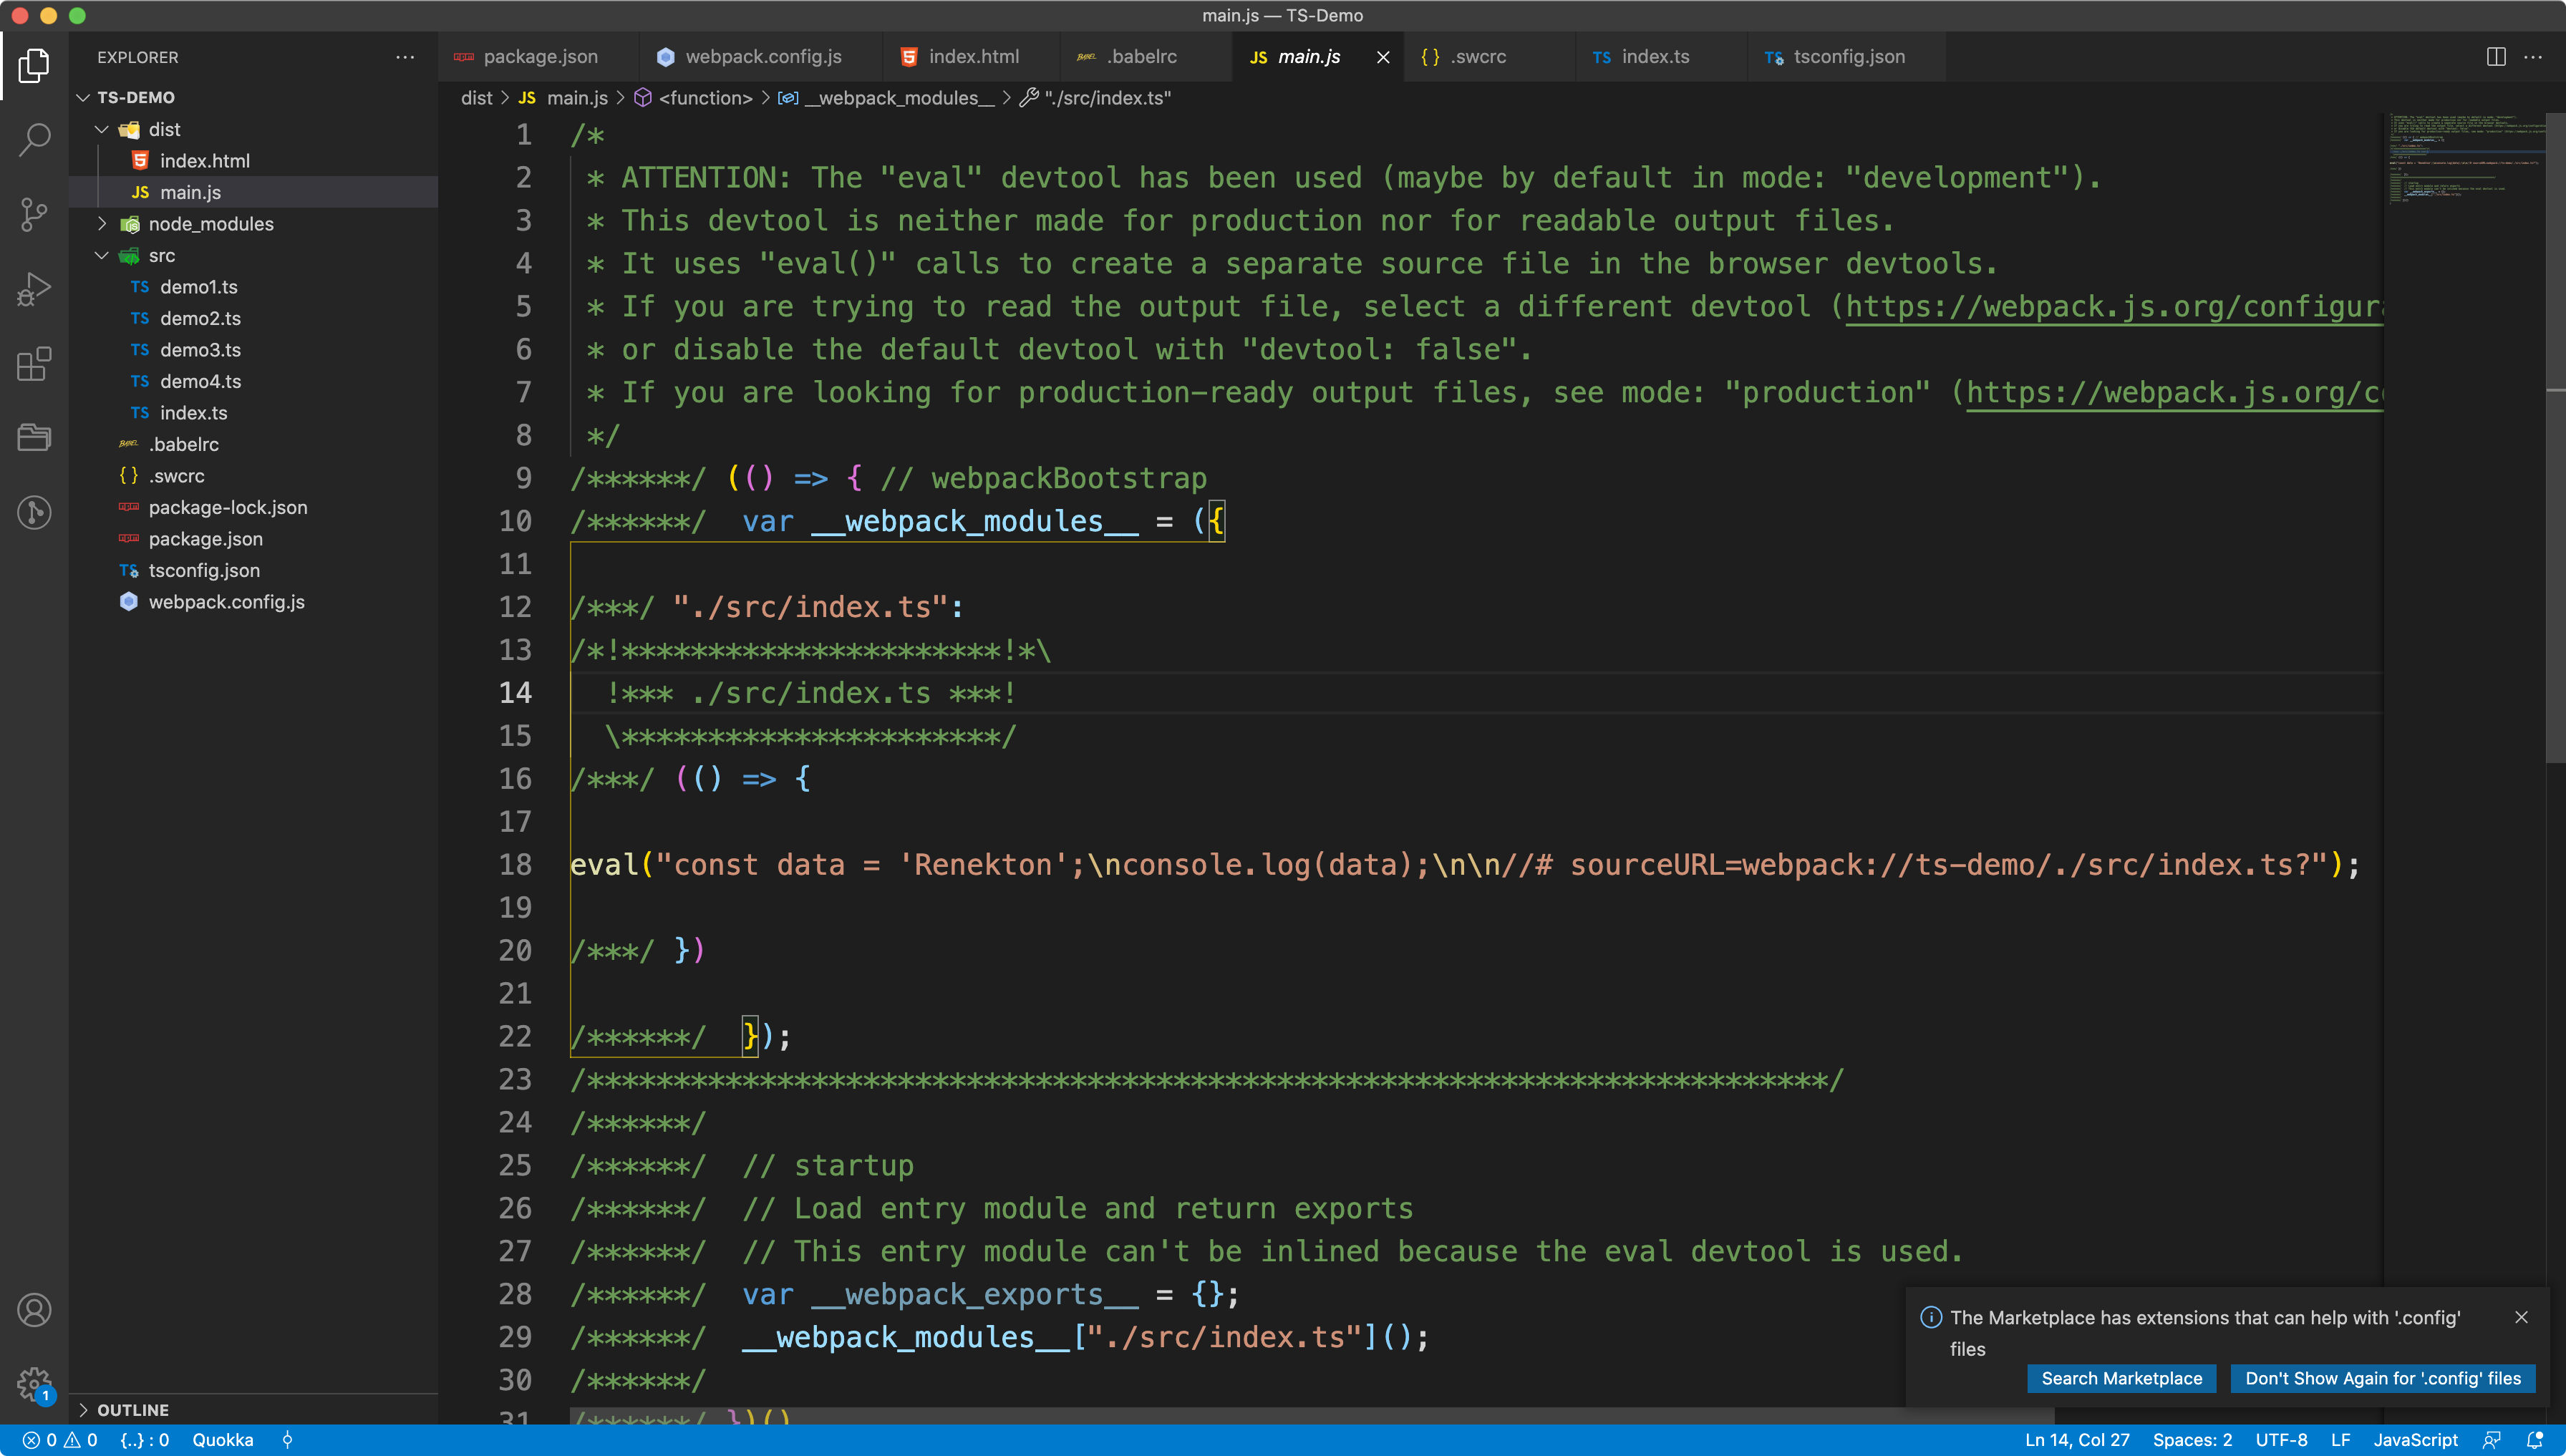 main.js — TS-Demo
EXPLORER
TS-DEMO
dist
index.html
JS main.js
node_modules
src
TS demo1.ts
TS demo2.ts
TS demo3.ts
TS demo4.ts
TS index.ts
.babelrc
{ } .swcrc
package-lock.json
package.json
TS tsconfig.json
webpack.config.js
OUTLINE
package.json
webpack.config.js
index.html
.babelrc
JS main.js
{ } .swcrc
TS index.ts
TS tsconfig.json
dist > JS main.js > <function> > __webpack_modules__ > "./src/index.ts"
1 /*
2  * ATTENTION: The "eval" devtool has been used (maybe by default in mode: "development").
3  * This devtool is neither made for production nor for readable output files.
4  * It uses "eval()" calls to create a separate source file in the browser devtools.
5  * If you are trying to read the output file, select a different devtool (https://webpack.js.org/configur
6  * or disable the default devtool with "devtool: false".
7  * If you are looking for production-ready output files, see mode: "production" (https://webpack.js.org/c
8  */
9 /******/ (() => { // webpackBootstrap
10 /******/  var __webpack_modules__ = ({
11
12 /***/ "./src/index.ts":
13 /*!**********************!*\
14   !*** ./src/index.ts ***!
15   \**********************/
16 /***/ (() => {
17
18 eval("const data = 'Renekton';\nconsole.log(data);\n\n//# sourceURL=webpack://ts-demo/./src/index.ts?");
19
20 /***/ })
21
22 /******/  });
23 /************************************************************************/
24 /******/
25 /******/  // startup
26 /******/  // Load entry module and return exports
27 /******/  // This entry module can't be inlined because the eval devtool is used.
28 /******/  var __webpack_exports__ = {};
29 /******/  __webpack_modules__["./src/index.ts"]();
30 /******/
31 /******/ })()
The Marketplace has extensions that can help with '.config'
files
Search Marketplace
Don't Show Again for '.config' files
1
0 0 {..} : 0 Quokka
Ln 14, Col 27 Spaces: 2 UTF-8 LF JavaScript